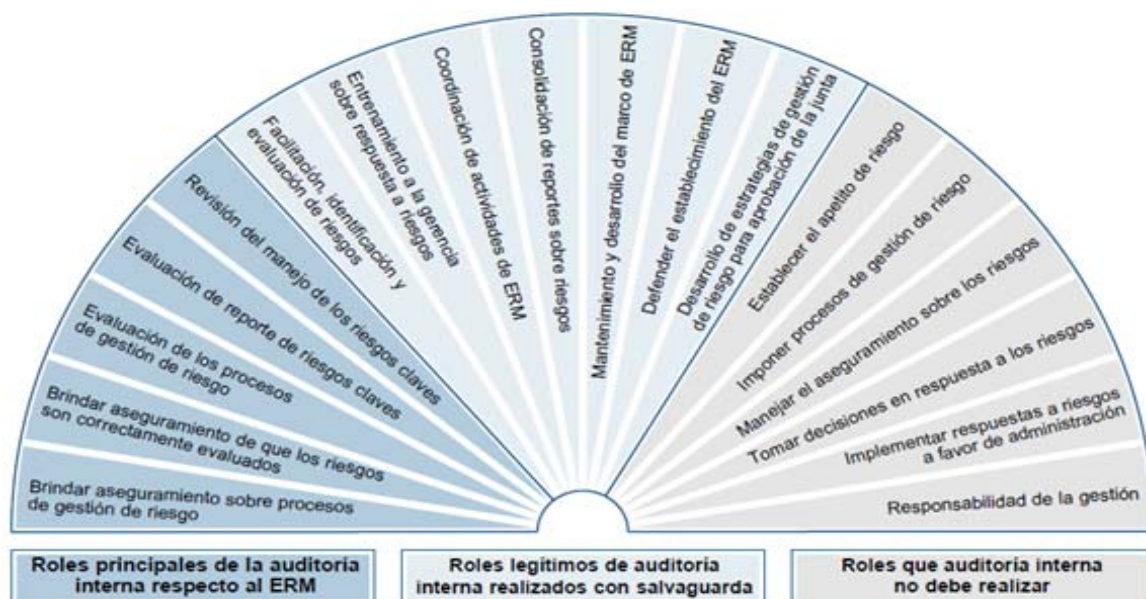 Brindar aseguramiento sobre procesos
de gestión de riesgo
Brindar aseguramiento de que los riesgos
son correctamente evaluados
Evaluación de los procesos
de gestión de riesgo
Evaluación de reporte de riesgos claves
Revisión del manejo de los riesgos claves
Facilitación, identificación y
evaluación de riesgos
Entrenamiento a la gerencia
sobre respuesta a riesgos
Coordinación de actividades de ERM
Consolidación de reportes sobre riesgos
Mantenimiento y desarrollo del marco de ERM
Defender el establecimiento del ERM
Desarrollo de estrategias de gestión
de riesgo para aprobación de la junta
Establecer el apetito de riesgo
Imponer procesos de gestión de riesgo
Manejar el aseguramiento sobre los riesgos
Tomar decisiones en respuesta a los riesgos
Implementar respuestas a riesgos
a favor de administración
Responsabilidad de la gestión
Roles principales de la auditoría
interna respecto al ERM
Roles legítimos de auditoría
interna realizados con salvaguarda
Roles que auditoría interna
no debe realizar